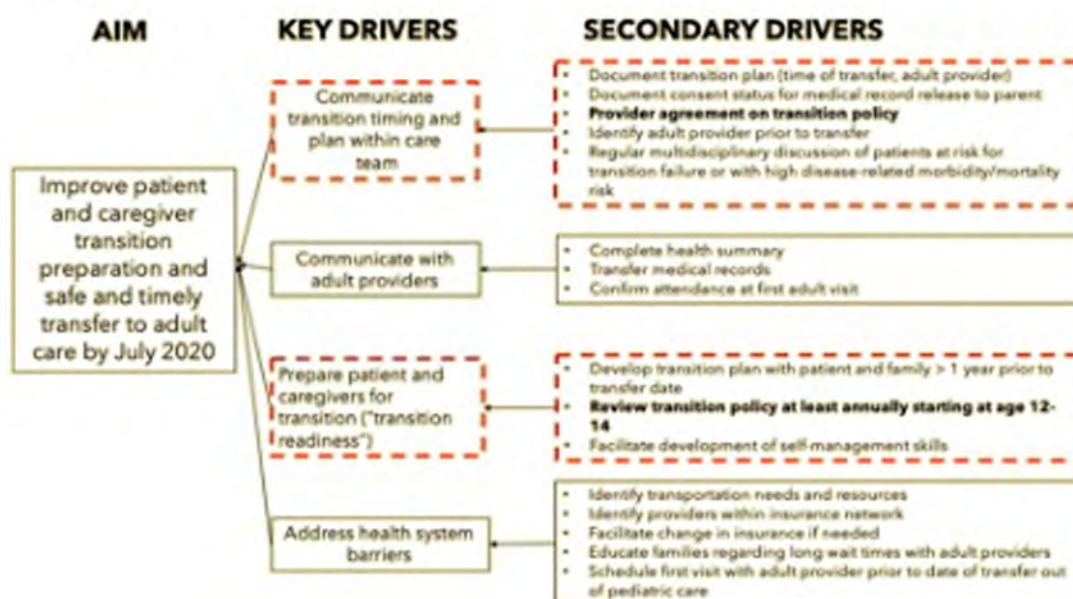 AIM
KEY DRIVERS
SECONDARY DRIVERS
Improve patient
and caregiver
transition
preparation and
safe and timely
transfer to adult
care by July 2020
Communicate
transition timing and
plan within care
team
• Document transition plan (time of transfer, adult provider)
• Document consent status for medical record release to parent
• Provider agreement on transition policy
• Identify adult provider prior to transfer
• Regular multidisciplinary discussion of patients at risk for
transition failure or with high disease-related morbidity/mortality
risk
Communicate with
adult providers
• Complete health summary
• Transfer medical records
• Confirm attendance at first adult visit
Prepare patient and
caregivers for
transition ("transition
readiness")
• Develop transition plan with patient and family > 1 year prior to
transfer date
• Review transition policy at least annually starting at age 12-
14
• Facilitate development of self-management skills
Address health system
barriers
• Identify transportation needs and resources
• Identify providers within insurance network
• Facilitate change in insurance if needed
• Educate families regarding long wait times with adult providers
• Schedule first visit with adult provider prior to date of transfer out
of pediatric care